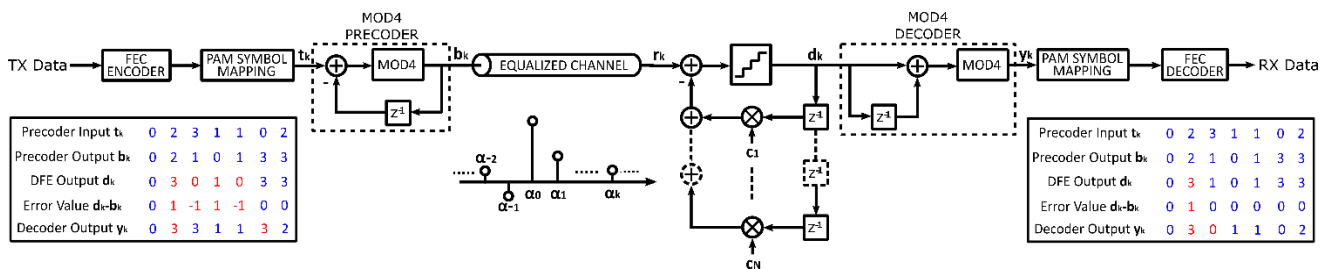 MOD4
PRECODER
MOD4
DECODER
TX Data
FEC
ENCODER
PAM SYMBOL
MAPPING
tk
-
MOD4
Z-1
bk
EQUALIZED CHANNEL
rk
-
dk
Z-1
Z-1
Z-1
C1
CN
Z-1
MOD4
yk
PAM SYMBOL
MAPPING
FEC
DECODER
RX Data
α-2
α-1
α0
α1
αk
Precoder Input tk 0 2 3 1 1 0 2
Precoder Output bk 0 2 1 0 1 3 3
DFE Output dk 0 3 0 1 0 3 3
Error Value dk-bk 0 1 -1 1 -1 0 0
Decoder Output yk 0 3 3 1 1 3 2
Precoder Input tk 0 2 3 1 1 0 2
Precoder Output bk 0 2 1 0 1 3 3
DFE Output dk 0 3 1 0 1 3 3
Error Value dk-bk 0 1 0 0 0 0 0
Decoder Output yk 0 3 0 1 1 0 2